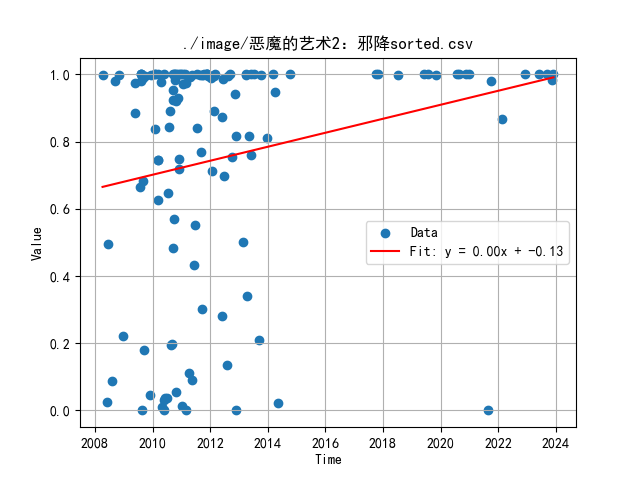 ./image/恶魔的艺术2：邪降sorted.csv
1.0
0.8
0.6
0.4
0.2
0.0
Value
Data
Fit: y = 0.00x + -0.13
2008 2010 2012 2014 2016 2018 2020 2022 2024
Time